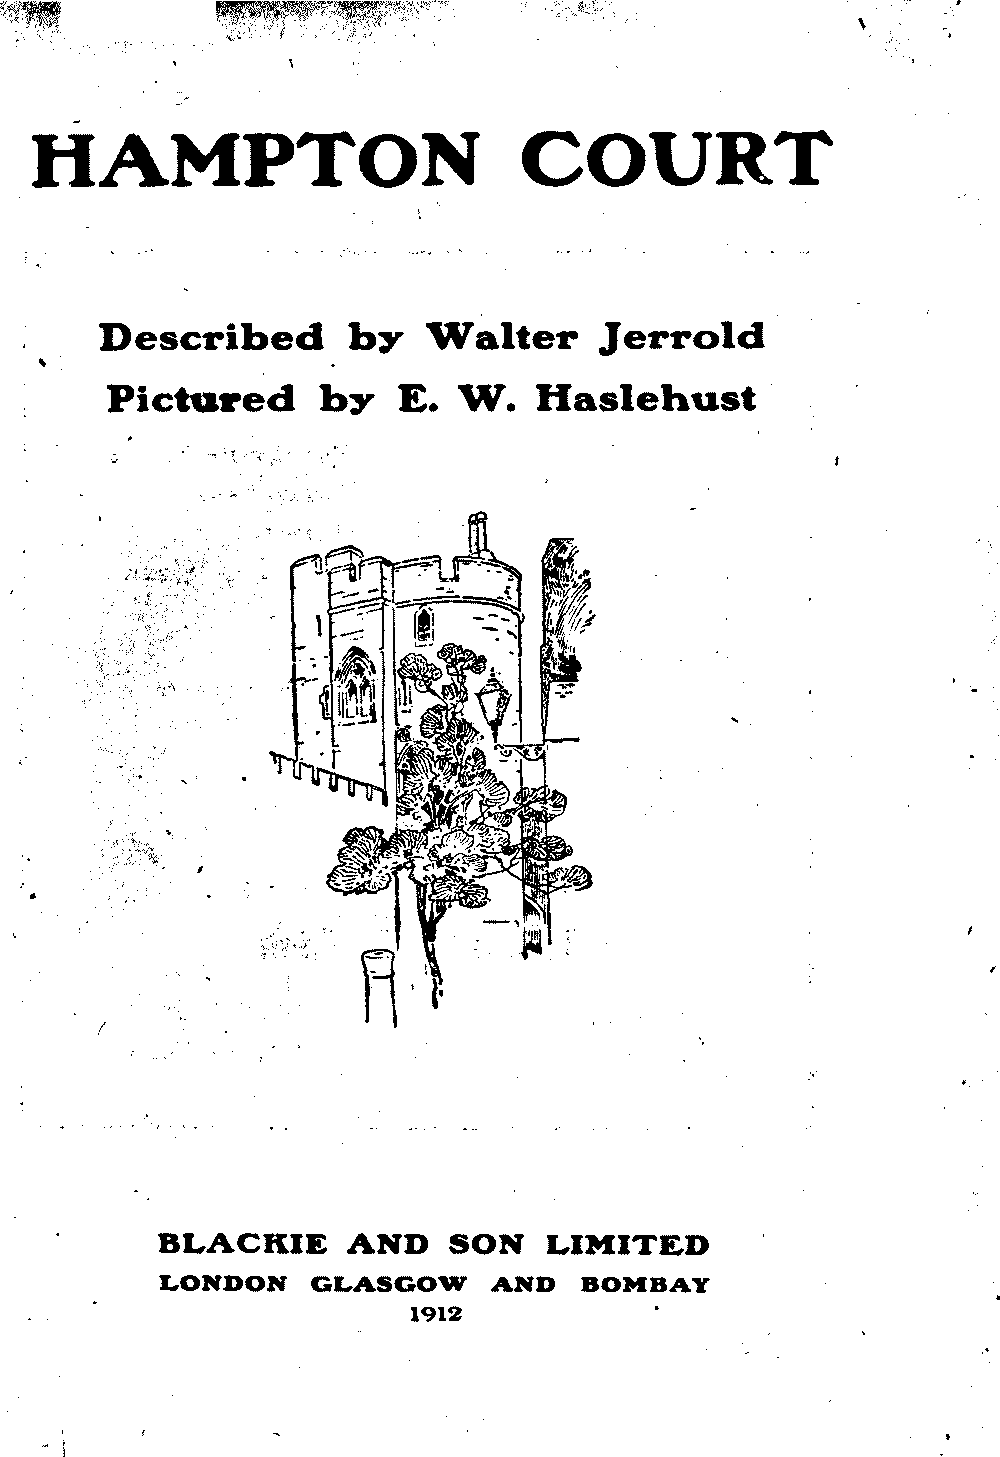 HAMPTON COURT
Described by Walter Jerrold
Pictured by E. W. Haslehust
BLACKIE AND SON LIMITED
LONDON GLASGOW AND BOMBAY
1912